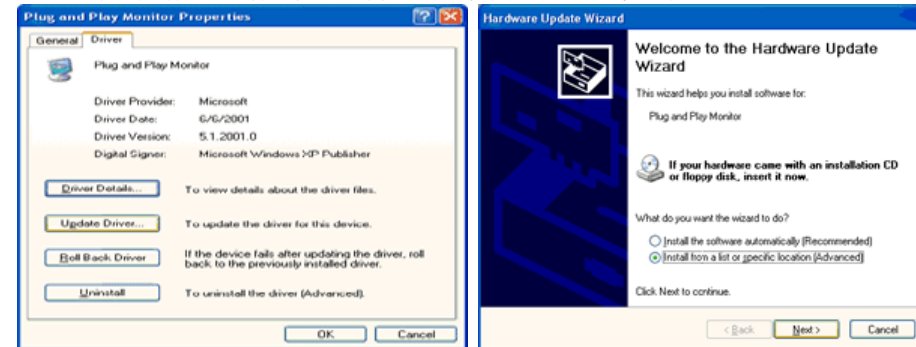 Plug and Play Monitor Properties
General
Driver
Plug and Play Monitor
Driver Provider: Microsoft
Driver Date: 6/6/2001
Driver Version: 5.1.2001.0
Digital Signer: Microsoft Windows XP Publisher
Driver Details... To view details about the driver files.
Update Driver... To update the driver for this device.
Roll Back Driver If the device fails after updating the driver, roll
back to the previously installed driver.
Uninstall To uninstall the driver (Advanced).
OK Cancel
Hardware Update Wizard
Welcome to the Hardware Update
Wizard
This wizard helps you install software for:
Plug and Play Monitor
If your hardware came with an installation CD
or floppy disk, insert it now.
What do you want the wizard to do?
Install the software automatically (Recommended)
Install from a list or specific location (Advanced)
Click Next to continue.
< Back Next > Cancel